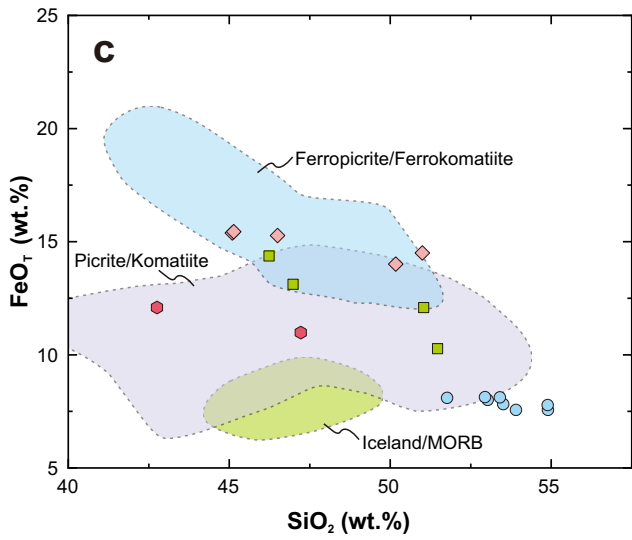 25
C
20
Ferropicrite/Ferrokomatiite
15
Picrite/Komatiite
10
Iceland/MORB
5
40 45 50 55
SiO₂ (wt.%)
FeOT (wt.%)